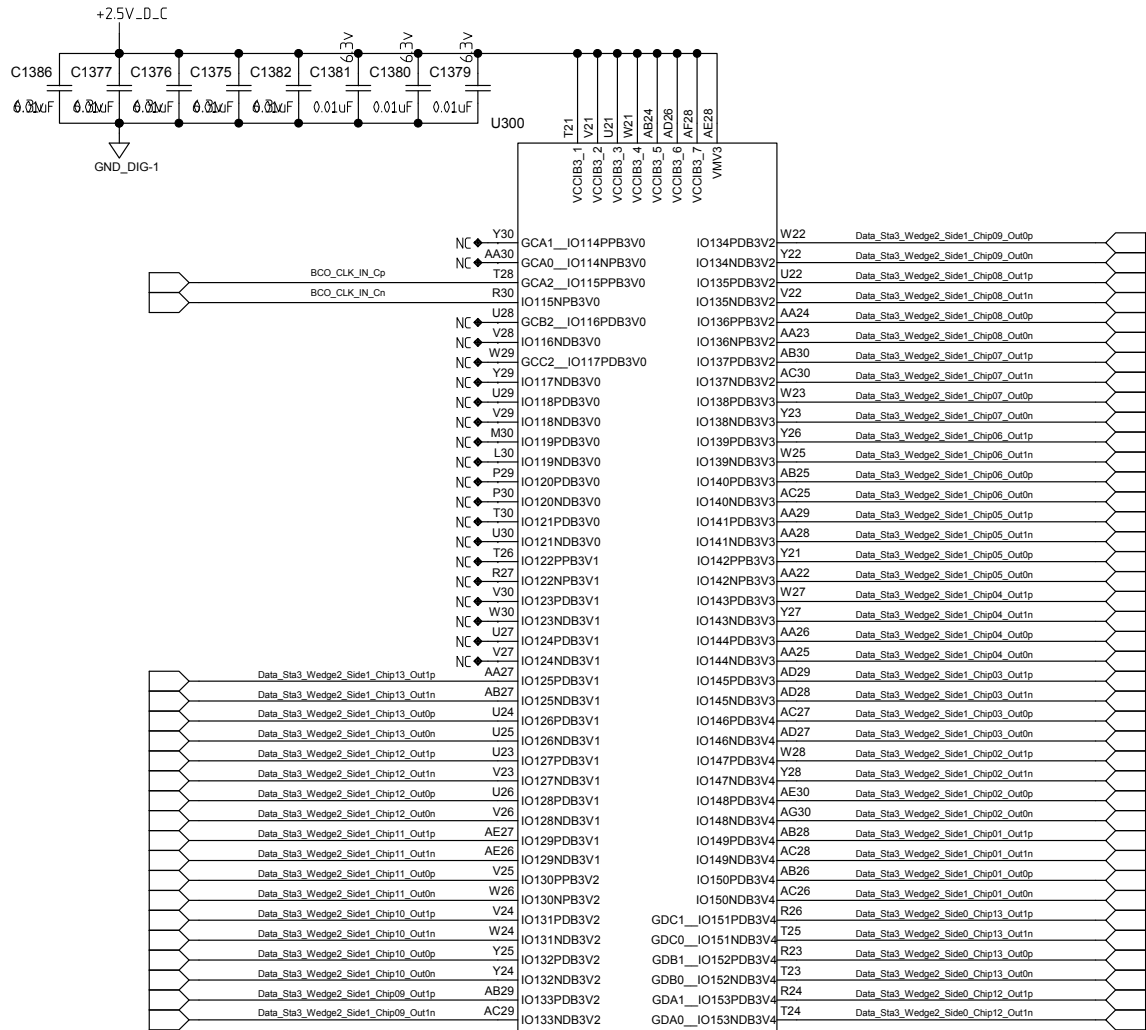 +2.5V_D_C
6.3v 6.3v 6.3v
C1386 C1377 C1376 C1375 C1382 C1381 C1380 C1379
0.01uF 0.01uF 0.01uF
U300
GND_DIG-1
T21 V21 U21 W21 AB24 AD26 AF28 AE28
VCCIB3_1 VCCIB3_2 VCCIB3_3 VCCIB3_4 VCCIB3_5 VCCIB3_6 VCCIB3_7 VMV3
NC Y30 GCA1__IO114PPB3V0 IO134PDB3V2 W22 Data_Sta3_Wedge2_Side1_Chip09_Out0p
NC AA30 GCA0__IO114NPB3V0 IO134NDB3V2 Y22 Data_Sta3_Wedge2_Side1_Chip09_Out0n
BCO_CLK_IN_Cp T28 GCA2__IO115PPB3V0 IO135PDB3V2 U22 Data_Sta3_Wedge2_Side1_Chip08_Out1p
BCO_CLK_IN_Cn R30 IO115NPB3V0 IO135NDB3V2 V22 Data_Sta3_Wedge2_Side1_Chip08_Out1n
NC U28 GCB2__IO116PDB3V0 IO136PPB3V2 AA24 Data_Sta3_Wedge2_Side1_Chip08_Out0p
NC V28 IO116NDB3V0 IO136NPB3V2 AA23 Data_Sta3_Wedge2_Side1_Chip08_Out0n
NC W29 GCC2__IO117PDB3V0 IO137PDB3V2 AB30 Data_Sta3_Wedge2_Side1_Chip07_Out1p
NC Y29 IO117NDB3V0 IO137NDB3V2 AC30 Data_Sta3_Wedge2_Side1_Chip07_Out1n
NC U29 IO118PDB3V0 IO138PDB3V3 W23 Data_Sta3_Wedge2_Side1_Chip07_Out0p
NC V29 IO118NDB3V0 IO138NDB3V3 Y23 Data_Sta3_Wedge2_Side1_Chip07_Out0n
NC M30 IO119PDB3V0 IO139PDB3V3 Y26 Data_Sta3_Wedge2_Side1_Chip06_Out1p
NC L30 IO119NDB3V0 IO139NDB3V3 W25 Data_Sta3_Wedge2_Side1_Chip06_Out1n
NC P29 IO120PDB3V0 IO140PDB3V3 AB25 Data_Sta3_Wedge2_Side1_Chip06_Out0p
NC P30 IO120NDB3V0 IO140NDB3V3 AC25 Data_Sta3_Wedge2_Side1_Chip06_Out0n
NC T30 IO121PDB3V0 IO141PDB3V3 AA29 Data_Sta3_Wedge2_Side1_Chip05_Out1p
NC U30 IO121NDB3V0 IO141NDB3V3 AA28 Data_Sta3_Wedge2_Side1_Chip05_Out1n
NC T26 IO122PPB3V1 IO142PPB3V3 Y21 Data_Sta3_Wedge2_Side1_Chip05_Out0p
NC R27 IO122NPB3V1 IO142NPB3V3 AA22 Data_Sta3_Wedge2_Side1_Chip05_Out0n
NC V30 IO123PDB3V1 IO143PDB3V3 W27 Data_Sta3_Wedge2_Side1_Chip04_Out1p
NC W30 IO123NDB3V1 IO143NDB3V3 Y27 Data_Sta3_Wedge2_Side1_Chip04_Out1n
NC U27 IO124PDB3V1 IO144PDB3V3 AA26 Data_Sta3_Wedge2_Side1_Chip04_Out0p
NC V27 IO124NDB3V1 IO144NDB3V3 AA25 Data_Sta3_Wedge2_Side1_Chip04_Out0n
Data_Sta3_Wedge2_Side1_Chip13_Out1p AA27 IO125PDB3V1 IO145PDB3V3 AD29 Data_Sta3_Wedge2_Side1_Chip03_Out1p
Data_Sta3_Wedge2_Side1_Chip13_Out1n AB27 IO125NDB3V1 IO145NDB3V3 AD28 Data_Sta3_Wedge2_Side1_Chip03_Out1n
Data_Sta3_Wedge2_Side1_Chip13_Out0p U24 IO126PDB3V1 IO146PDB3V4 AC27 Data_Sta3_Wedge2_Side1_Chip03_Out0p
Data_Sta3_Wedge2_Side1_Chip13_Out0n U25 IO126NDB3V1 IO146NDB3V4 AD27 Data_Sta3_Wedge2_Side1_Chip03_Out0n
Data_Sta3_Wedge2_Side1_Chip12_Out1p U23 IO127PDB3V1 IO147PDB3V4 W28 Data_Sta3_Wedge2_Side1_Chip02_Out1p
Data_Sta3_Wedge2_Side1_Chip12_Out1n V23 IO127NDB3V1 IO147NDB3V4 Y28 Data_Sta3_Wedge2_Side1_Chip02_Out1n
Data_Sta3_Wedge2_Side1_Chip12_Out0p U26 IO128PDB3V1 IO148PDB3V4 AE30 Data_Sta3_Wedge2_Side1_Chip02_Out0p
Data_Sta3_Wedge2_Side1_Chip12_Out0n V26 IO128NDB3V1 IO148NDB3V4 AG30 Data_Sta3_Wedge2_Side1_Chip02_Out0n
Data_Sta3_Wedge2_Side1_Chip11_Out1p AE27 IO129PDB3V1 IO149PDB3V4 AB28 Data_Sta3_Wedge2_Side1_Chip01_Out1p
Data_Sta3_Wedge2_Side1_Chip11_Out1n AE26 IO129NDB3V1 IO149NDB3V4 AC28 Data_Sta3_Wedge2_Side1_Chip01_Out1n
Data_Sta3_Wedge2_Side1_Chip11_Out0p V25 IO130PPB3V2 IO150PDB3V4 AB26 Data_Sta3_Wedge2_Side1_Chip01_Out0p
Data_Sta3_Wedge2_Side1_Chip11_Out0n W26 IO130NPB3V2 IO150NDB3V4 AC26 Data_Sta3_Wedge2_Side1_Chip01_Out0n
Data_Sta3_Wedge2_Side1_Chip10_Out1p V24 IO131PDB3V2 GDC1__IO151PDB3V4 R26 Data_Sta3_Wedge2_Side0_Chip13_Out1p
Data_Sta3_Wedge2_Side1_Chip10_Out1n W24 IO131NDB3V2 GDC0__IO151NDB3V4 T25 Data_Sta3_Wedge2_Side0_Chip13_Out1n
Data_Sta3_Wedge2_Side1_Chip10_Out0p Y25 IO132PDB3V2 GDB1__IO152PDB3V4 R23 Data_Sta3_Wedge2_Side0_Chip13_Out0p
Data_Sta3_Wedge2_Side1_Chip10_Out0n Y24 IO132NDB3V2 GDB0__IO152NDB3V4 T23 Data_Sta3_Wedge2_Side0_Chip13_Out0n
Data_Sta3_Wedge2_Side1_Chip09_Out1p AB29 IO133PDB3V2 GDA1__IO153PDB3V4 R24 Data_Sta3_Wedge2_Side0_Chip12_Out1p
Data_Sta3_Wedge2_Side1_Chip09_Out1n AC29 IO133NDB3V2 GDA0__IO153NDB3V4 T24 Data_Sta3_Wedge2_Side0_Chip12_Out1n